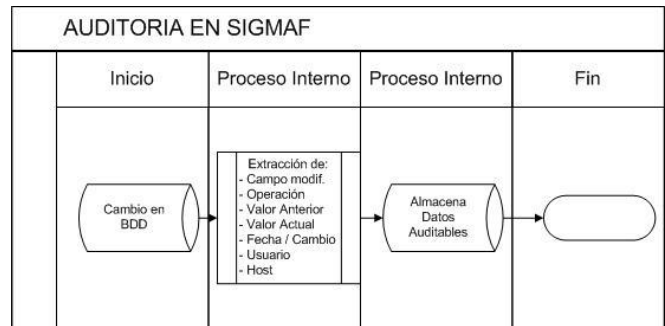 AUDITORIA EN SIGMAF
Inicio
Proceso Interno
Proceso Interno
Fin
Cambio en
BDD
Extracción de:
- Campo modif.
- Operación
- Valor Anterior
- Valor Actual
- Fecha / Cambio
- Usuario
- Host
Almacena
Datos
Auditables